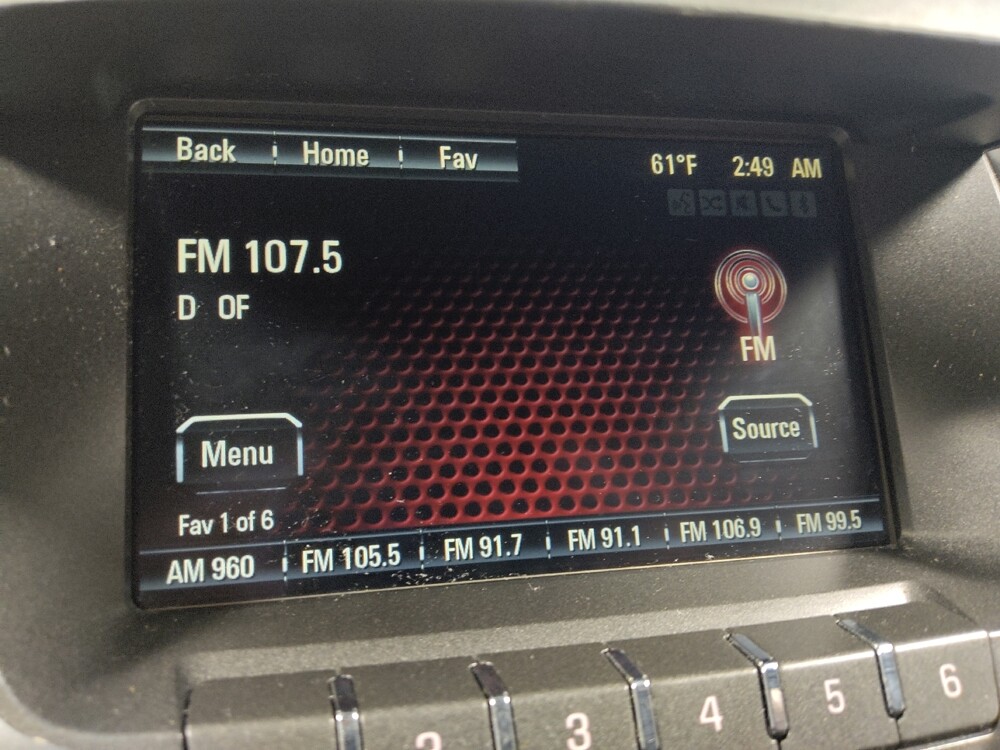 Back Home Fav
61°F 2:49 AM
FM 107.5
D OF
FM
Menu
Source
Fav 1 of 6
AM 960 FM 105.5 FM 91.7 FM 91.1 FM 106.9 FM 99.5
2 3 4 5 6